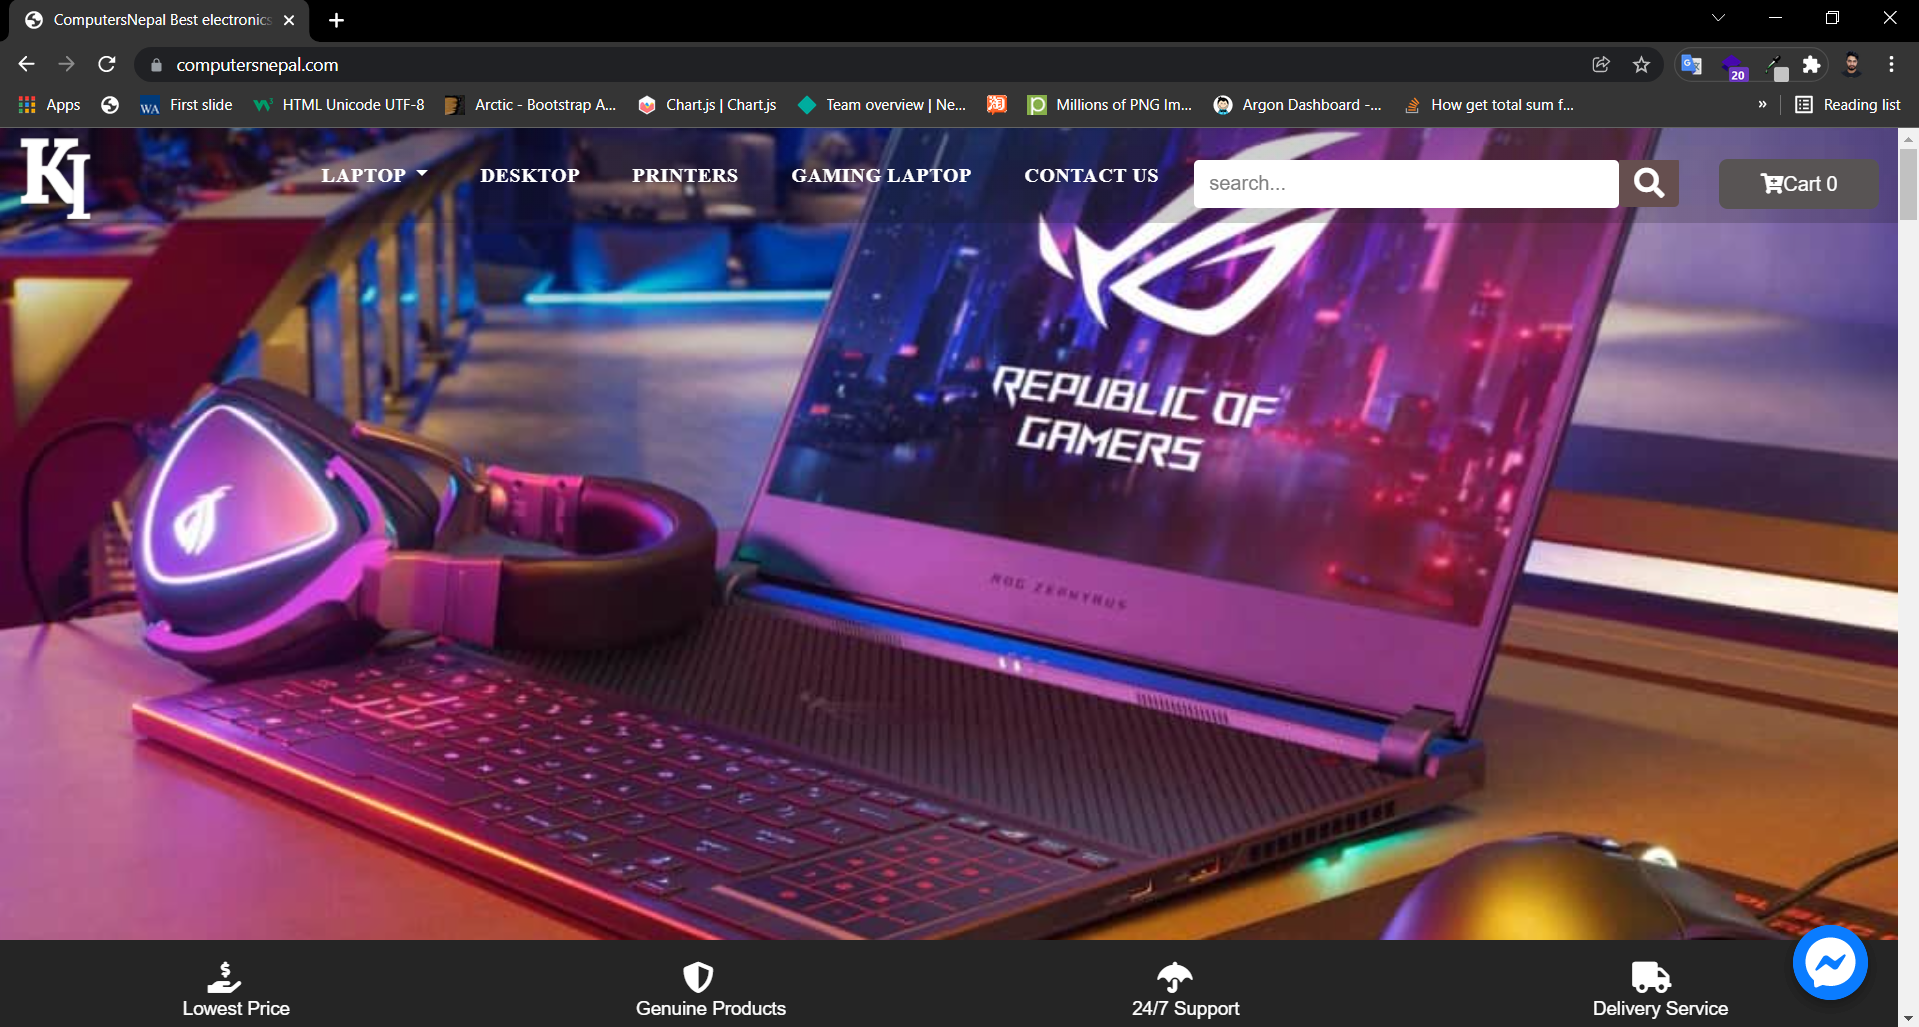 ComputersNepal Best electronics
computersnepal.com
20
Apps
WA First slide
HTML Unicode UTF-8
Arctic - Bootstrap A...
Chart.js | Chart.js
Team overview | Ne...
淘
Millions of PNG Im...
Argon Dashboard -...
How get total sum f...
»
Reading list
KJ
LAPTOP
DESKTOP
PRINTERS
GAMING LAPTOP
CONTACT US
search...
Cart 0
REPUBLIC OF
GAMERS
ROG ZEPHYRUS
Lowest Price
Genuine Products
24/7 Support
Delivery Service